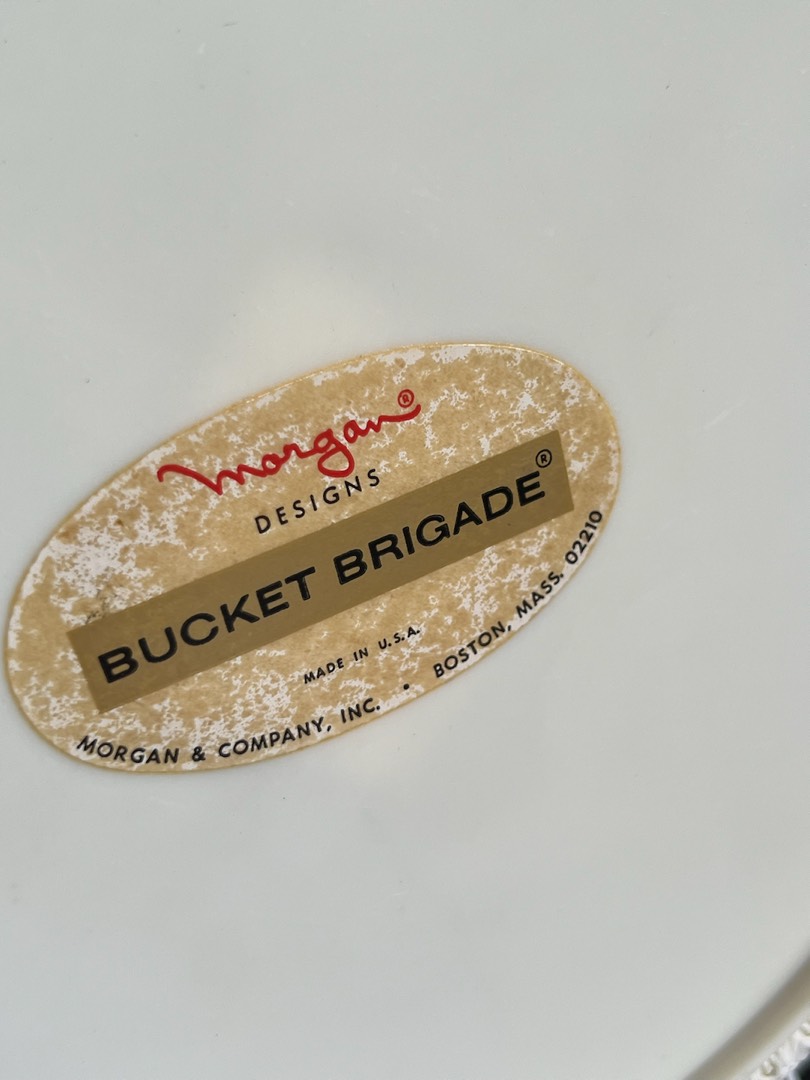 morgan®
DESIGNS
BUCKET BRIGADE®
MADE IN U.S.A.
MORGAN & COMPANY, INC. • BOSTON, MASS. 02210